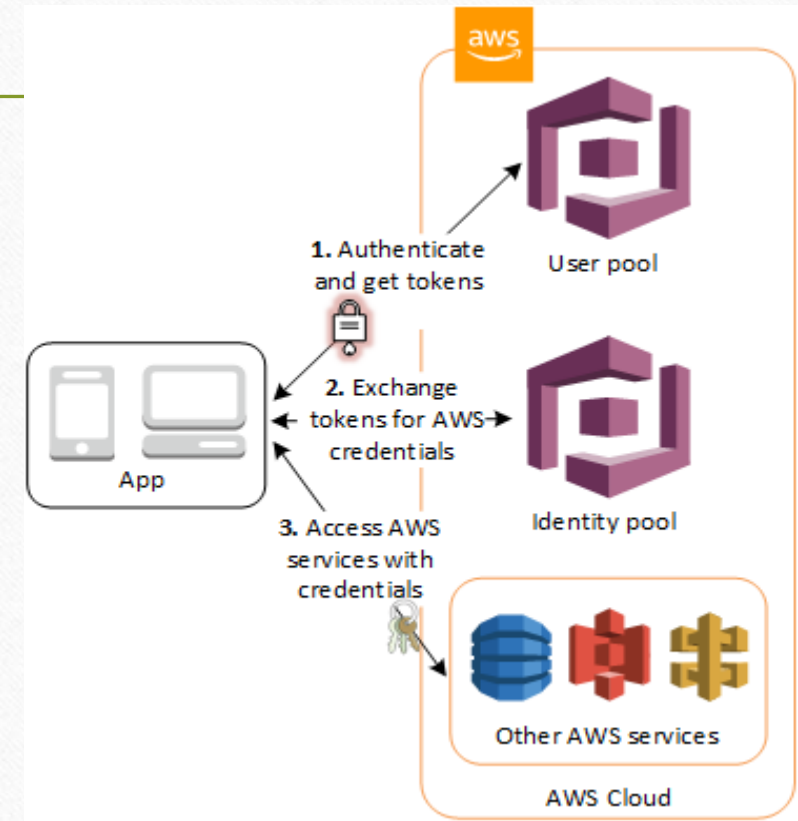 aws
1. Authenticate
and get tokens
User pool
2. Exchange
tokens for AWS
credentials
App
Identity pool
3. Access AWS
services with
credentials
Other AWS services
AWS Cloud